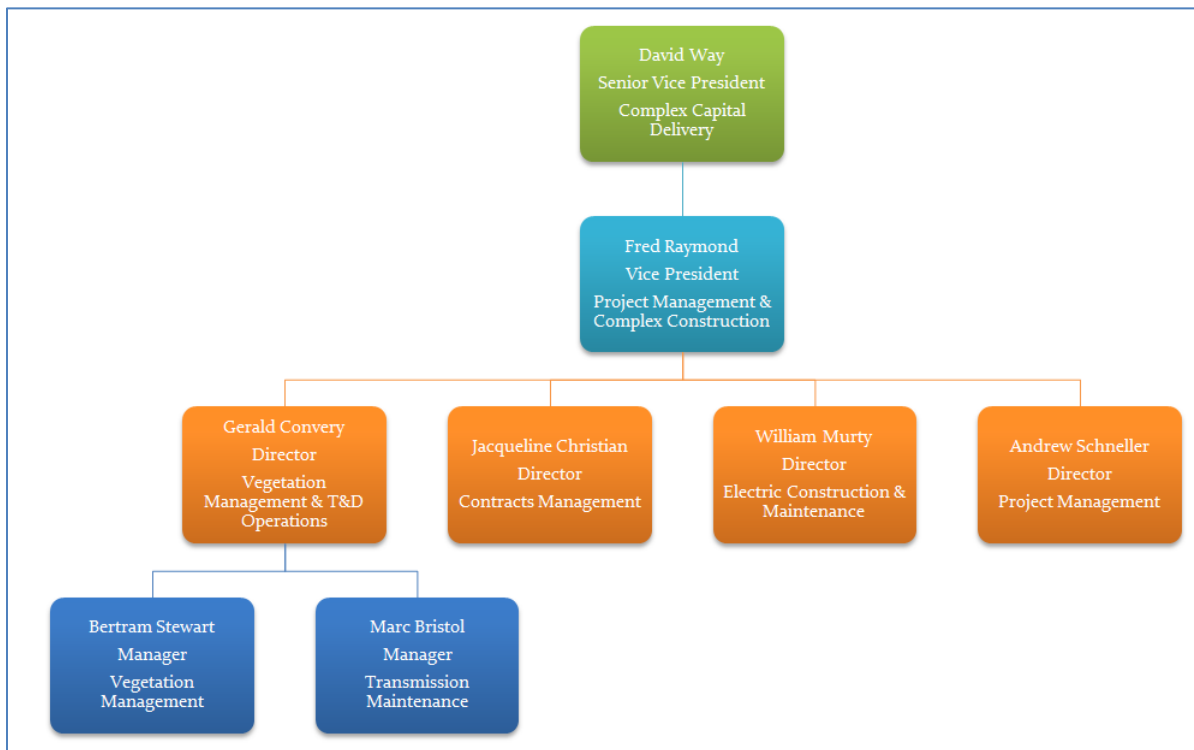 David Way
Senior Vice President
Complex Capital
Delivery
Fred Raymond
Vice President
Project Management &
Complex Construction
Gerald Convery
Director
Vegetation
Management & T&D
Operations
Jacqueline Christian
Director
Contracts Management
William Murty
Director
Electric Construction &
Maintenance
Andrew Schneller
Director
Project Management
Bertram Stewart
Manager
Vegetation
Management
Marc Bristol
Manager
Transmission
Maintenance